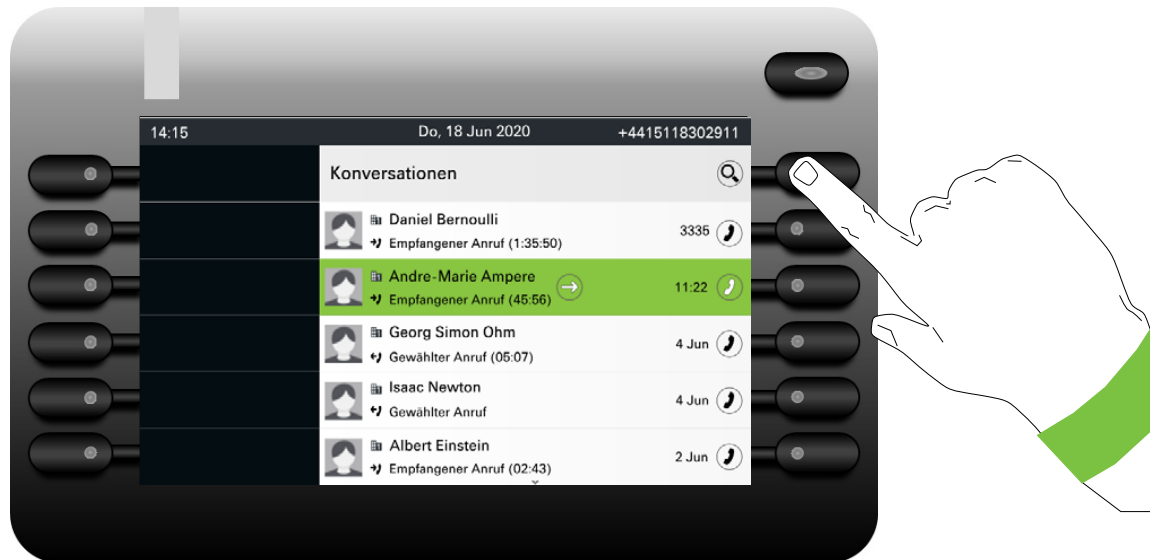 14:15 Do, 18 Jun 2020 +4415118302911
Konversationen
Daniel Bernoulli
3335
Empfangener Anruf (1:35:50)
Andre-Marie Ampere
11:22
Empfangener Anruf (45:56)
Georg Simon Ohm
4 Jun
Gewählter Anruf (05:07)
Isaac Newton
4 Jun
Gewählter Anruf
Albert Einstein
2 Jun
Empfangener Anruf (02:43)